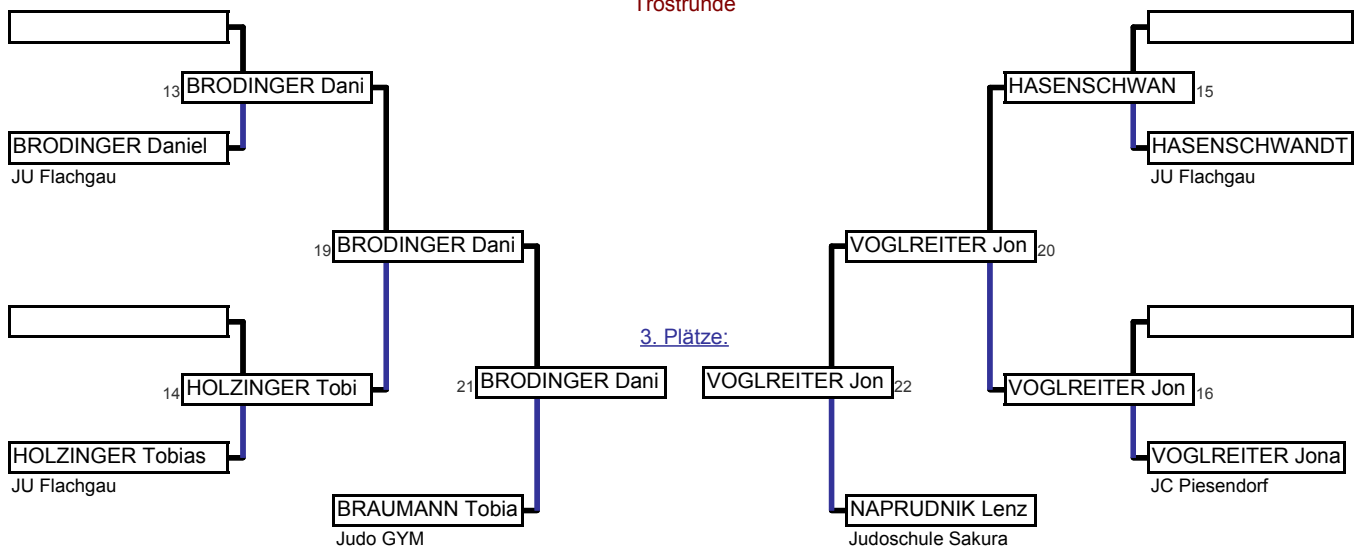 Trostrunde
13 BRODINGER Dani
HASENSCHWAN 15
BRODINGER Daniel
JU Flachgau
HASENSCHWANDT
JU Flachgau
19 BRODINGER Dani
VOGLREITER Jon 20
3. Plätze:
14 HOLZINGER Tobi
21 BRODINGER Dani
VOGLREITER Jon 22
VOGLREITER Jon 16
HOLZINGER Tobias
JU Flachgau
VOGLREITER Jona
JC Piesendorf
BRAUMANN Tobia
Judo GYM
NAPRUDNIK Lenz
Judoschule Sakura